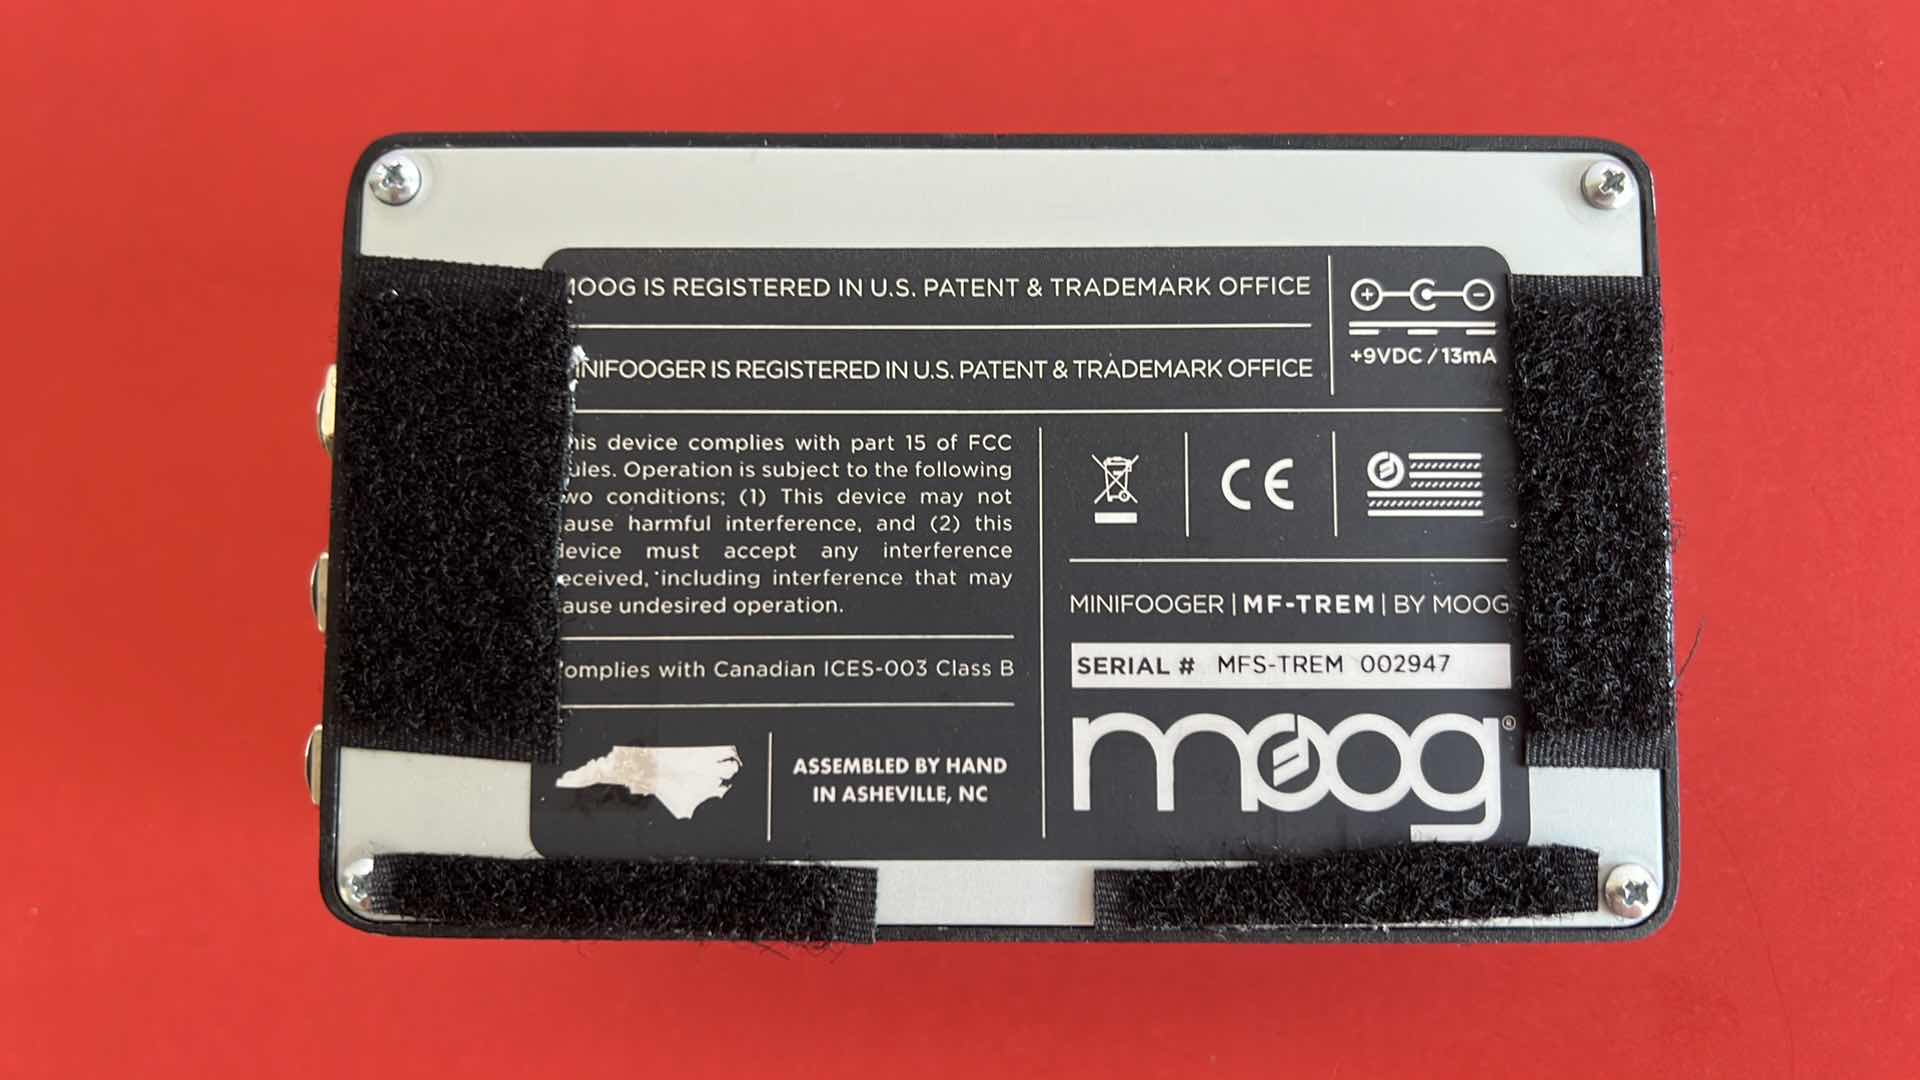 MOOG IS REGISTERED IN U.S. PATENT & TRADEMARK OFFICE
+9VDC / 13mA
INIFOOGER IS REGISTERED IN U.S. PATENT & TRADEMARK OFFICE
his device complies with part 15 of FCC
ules. Operation is subject to the following
wo conditions; (1) This device may not
ause harmful interference, and (2) this
device must accept any interference
eceived, including interference that may
ause undesired operation.
omplies with Canadian ICES-003 Class B
ASSEMBLED BY HAND
IN ASHEVILLE, NC
CE
MINIFOOGER | MF-TREM | BY MOOG
SERIAL # MFS-TREM 002947
moog®